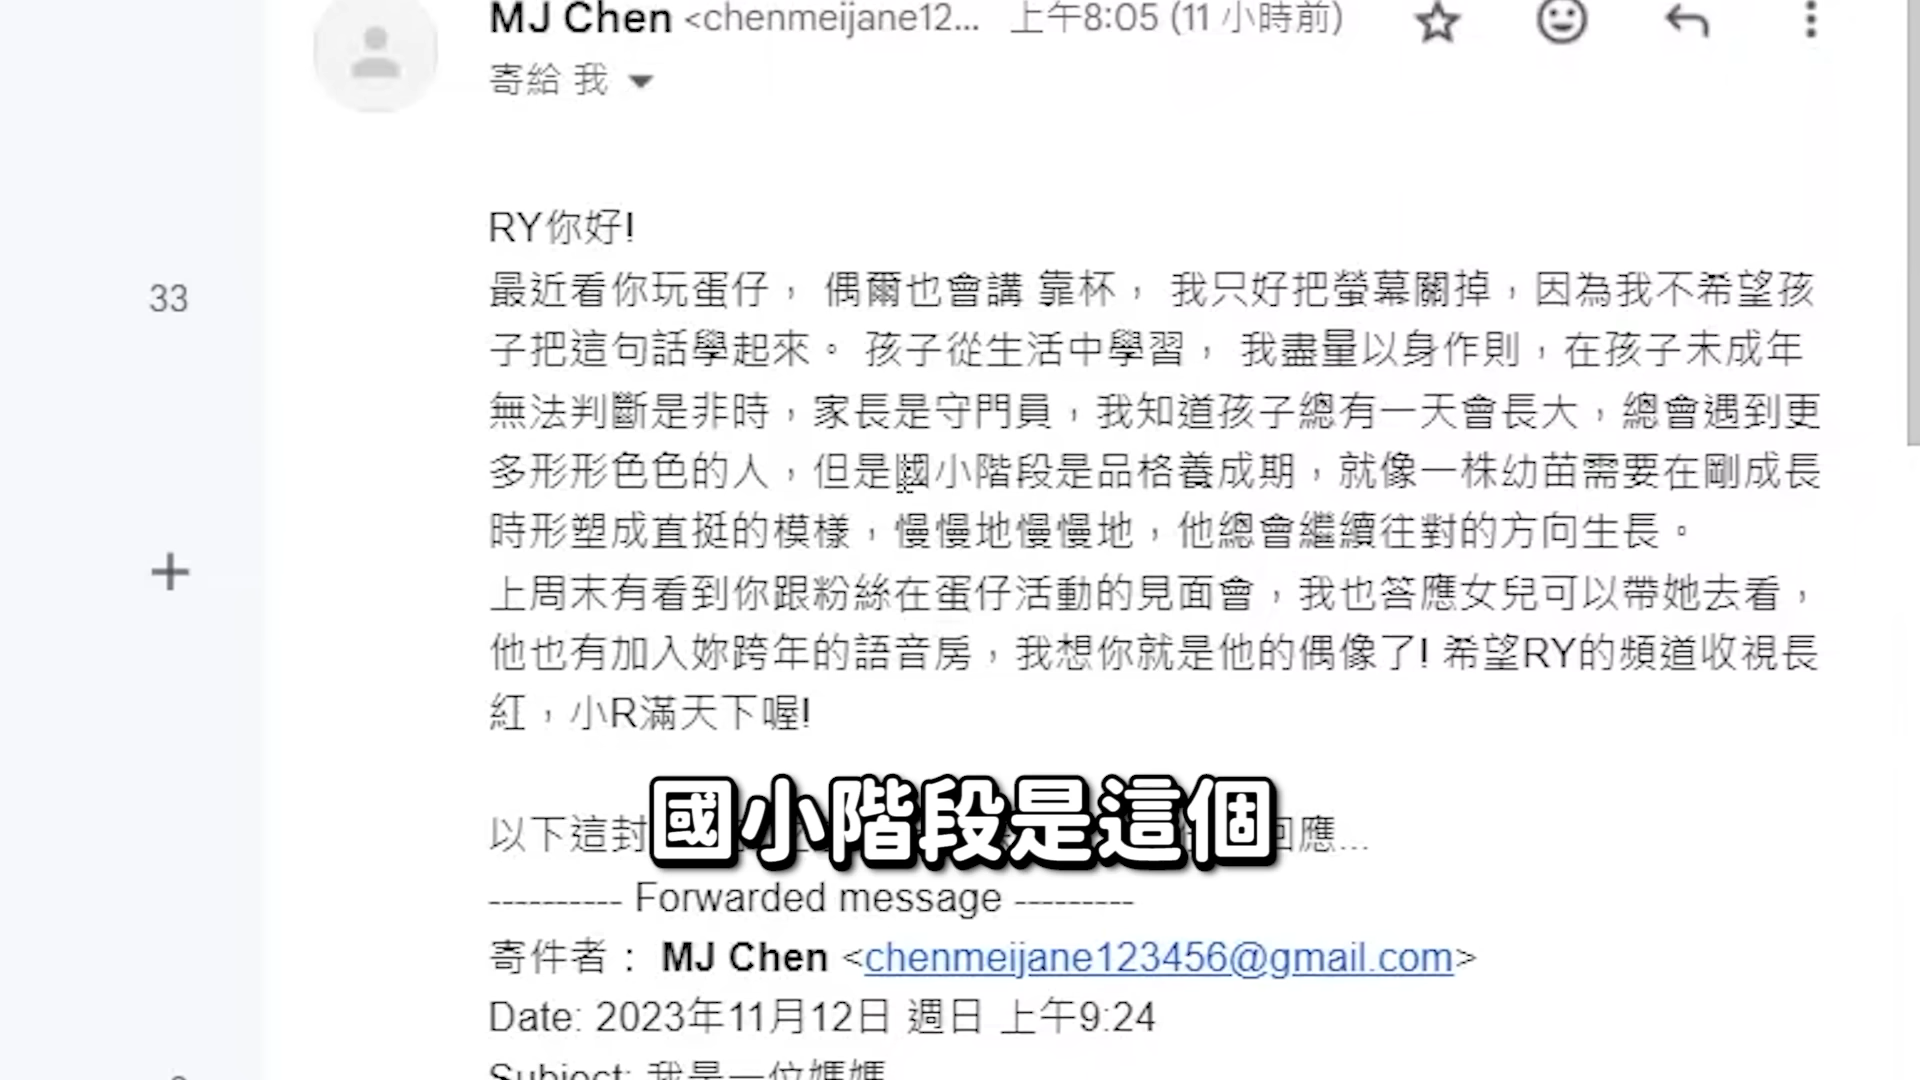 MJ Chen <chenmeijane12... 上午8:05 (11 小時前)
寄給 我
RY你好!
最近看你玩蛋仔， 偶爾也會講 靠杯， 我只好把螢幕關掉，因為我不希望孩
33
子把這句話學起來。 孩子從生活中學習， 我盡量以身作則，在孩子未成年
無法判斷是非時，家長是守門員，我知道孩子總有一天會長大，總會遇到更
多形形色色的人，但是國小階段是品格養成期，就像一株幼苗需要在剛成長
時形塑成直挺的模樣，慢慢地慢慢地，他總會繼續往對的方向生長。
上周末有看到你跟粉絲在蛋仔活動的見面會，我也答應女兒可以帶她去看，
他也有加入妳跨年的語音房，我想你就是他的偶像了! 希望RY的頻道收視長
紅，小R滿天下喔!
以下這封
回應...
國小階段是這個
---------- Forwarded message ---------
寄件者： MJ Chen <chenmeijane123456@gmail.com>
Date: 2023年11月12日 週日 上午9:24
Subject: 我是一位媽媽